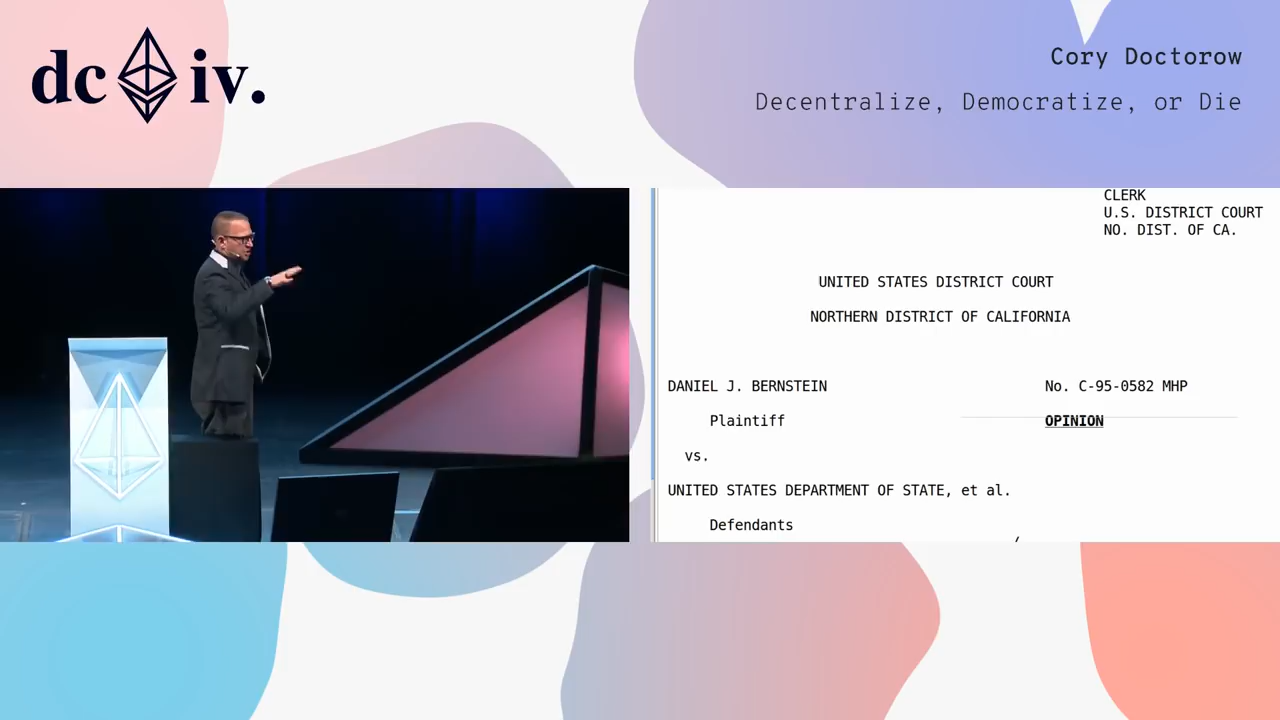 dc iv.
Cory Doctorow
Decentralize, Democratize, or Die
CLERK
U.S. DISTRICT COURT
NO. DIST. OF CA.
UNITED STATES DISTRICT COURT
NORTHERN DISTRICT OF CALIFORNIA
DANIEL J. BERNSTEIN No. C-95-0582 MHP
Plaintiff OPINION
vs.
UNITED STATES DEPARTMENT OF STATE, et al.
Defendants
/